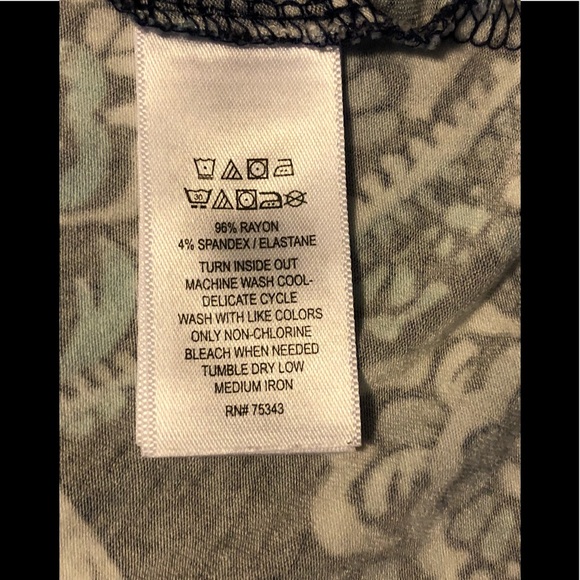 96% RAYON
4% SPANDEX / ELASTANE
TURN INSIDE OUT
MACHINE WASH COOL-
DELICATE CYCLE
WASH WITH LIKE COLORS
ONLY NON-CHLORINE
BLEACH WHEN NEEDED
TUMBLE DRY LOW
MEDIUM IRON
RN# 75343